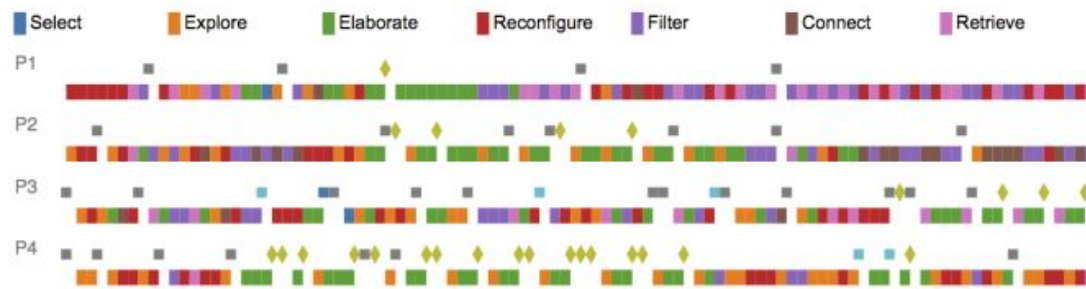 Select Explore Elaborate Reconfigure Filter Connect Retrieve
P1
P2
P3
P4